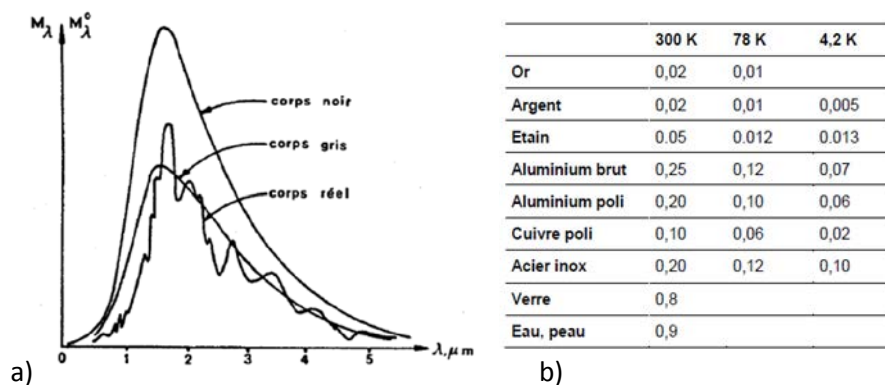 M_λ M_λ^o
corps noir
corps gris
corps réel
0 1 2 3 4 5 λ, μm
a)
300 K 78 K 4,2 K
Or 0,02 0,01
Argent 0,02 0,01 0,005
Etain 0.05 0.012 0.013
Aluminium brut 0,25 0,12 0,07
Aluminium poli 0,20 0,10 0,06
Cuivre poli 0,10 0,06 0,02
Acier inox 0,20 0,12 0,10
Verre 0,8
Eau, peau 0,9
b)